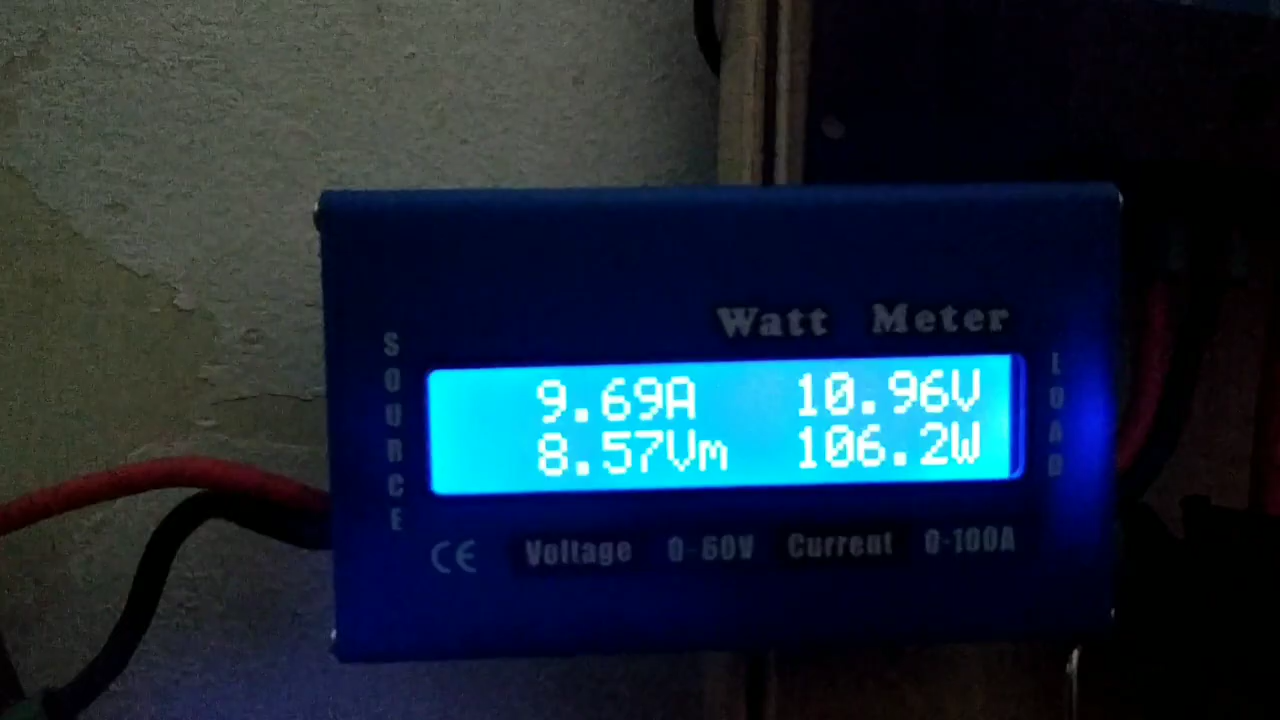 Watt Meter
SOURCE
9.69A 10.96V
8.57Vm 106.2W
LOAD
CE Voltage 0-60V Current 0-100A